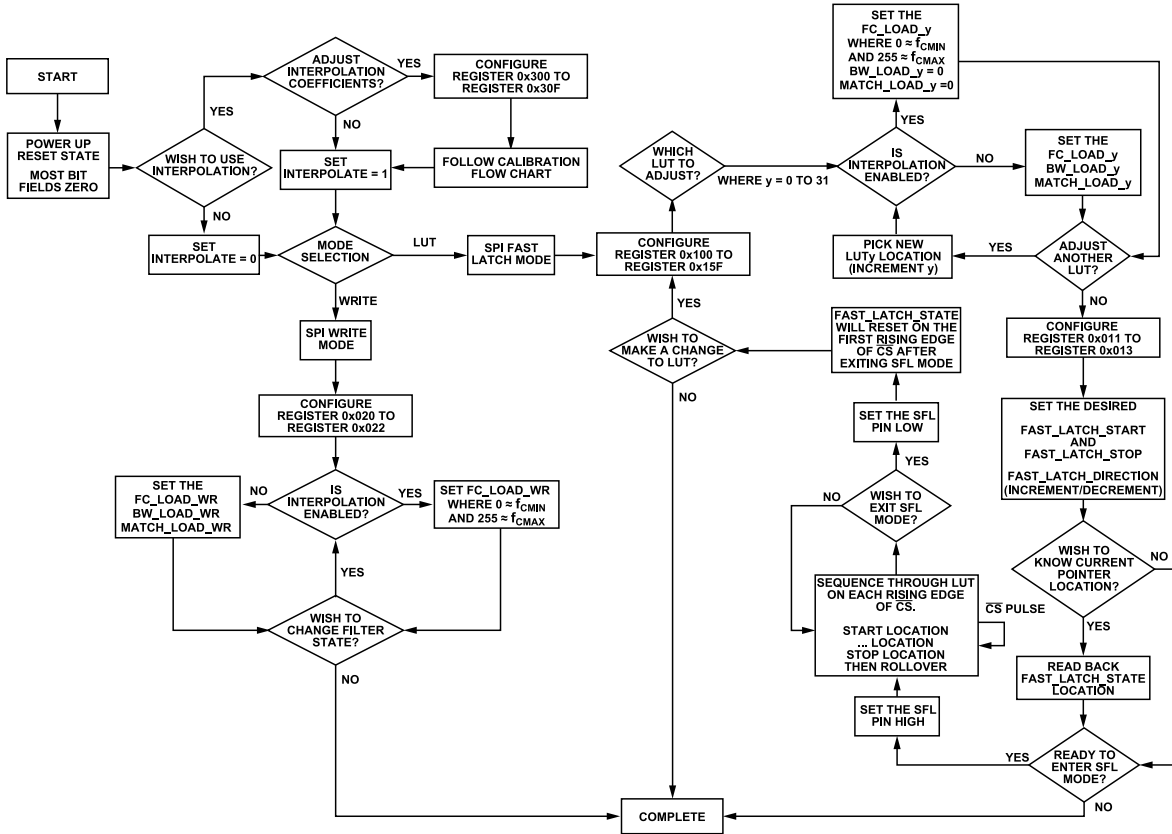 START
POWER UP
RESET STATE
MOST BIT
FIELDS ZERO
WISH TO USE
INTERPOLATION?
YES
NO
ADJUST
INTERPOLATION
COEFFICIENTS?
YES
NO
CONFIGURE
REGISTER 0x300 TO
REGISTER 0x30F
FOLLOW CALIBRATION
FLOW CHART
SET
INTERPOLATE = 1
SET
INTERPOLATE = 0
MODE
SELECTION
LUT
WRITE
SPI FAST
LATCH MODE
SPI WRITE
MODE
CONFIGURE
REGISTER 0x020 TO
REGISTER 0x022
IS
INTERPOLATION
ENABLED?
NO
YES
SET THE
FC_LOAD_WR
BW_LOAD_WR
MATCH_LOAD_WR
SET FC_LOAD_WR
WHERE 0 ≈ fCMIN
AND 255 ≈ fCMAX
YES
WISH TO
CHANGE FILTER
STATE?
NO
CONFIGURE
REGISTER 0x100 TO
REGISTER 0x15F
WHICH
LUT TO
ADJUST?
WHERE y = 0 TO 31
IS
INTERPOLATION
ENABLED?
YES
NO
SET THE
FC_LOAD_y
WHERE 0 ≈ fCMIN
AND 255 ≈ fCMAX
BW_LOAD_y = 0
MATCH_LOAD_y =0
SET THE
FC_LOAD_y
BW_LOAD_y
MATCH_LOAD_y
ADJUST
ANOTHER
LUT?
YES
NO
PICK NEW
LUTy LOCATION
(INCREMENT y)
CONFIGURE
REGISTER 0x011 TO
REGISTER 0x013
SET THE DESIRED
FAST_LATCH_START
AND
FAST_LATCH_STOP
FAST_LATCH_DIRECTION
(INCREMENT/DECREMENT)
WISH TO
KNOW CURRENT
POINTER
LOCATION?
NO
YES
READ BACK
FAST_LATCH_STATE
LOCATION
READY TO
ENTER SFL
MODE?
YES
NO
SET THE SFL
PIN HIGH
SEQUENCE THROUGH LUT
ON EACH RISING EDGE
OF CS.
START LOCATION
... LOCATION
STOP LOCATION
THEN ROLLOVER
CS PULSE
WISH TO
EXIT SFL
MODE?
NO
YES
SET THE SFL
PIN LOW
FAST_LATCH_STATE
WILL RESET ON THE
FIRST RISING EDGE
OF CS AFTER
EXITING SFL MODE
WISH TO
MAKE A CHANGE
TO LUT?
YES
NO
COMPLETE